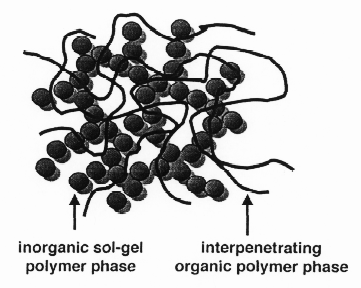 inorganic sol-gel
polymer phase
interpenetrating
organic polymer phase